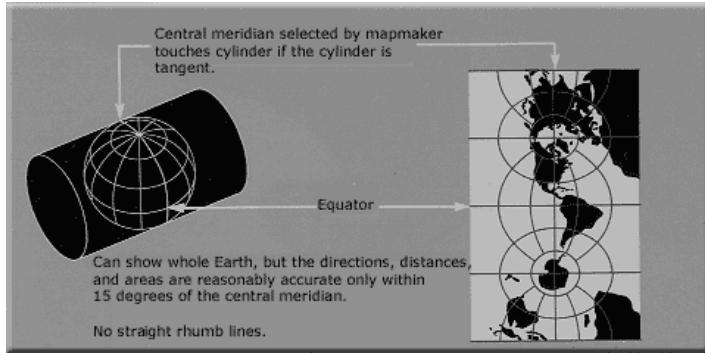 Central meridian selected by mapmaker
touches cylinder if the cylinder is
tangent.
Equator
Can show whole Earth, but the directions, distances,
and areas are reasonably accurate only within
15 degrees of the central meridian.
No straight rhumb lines.